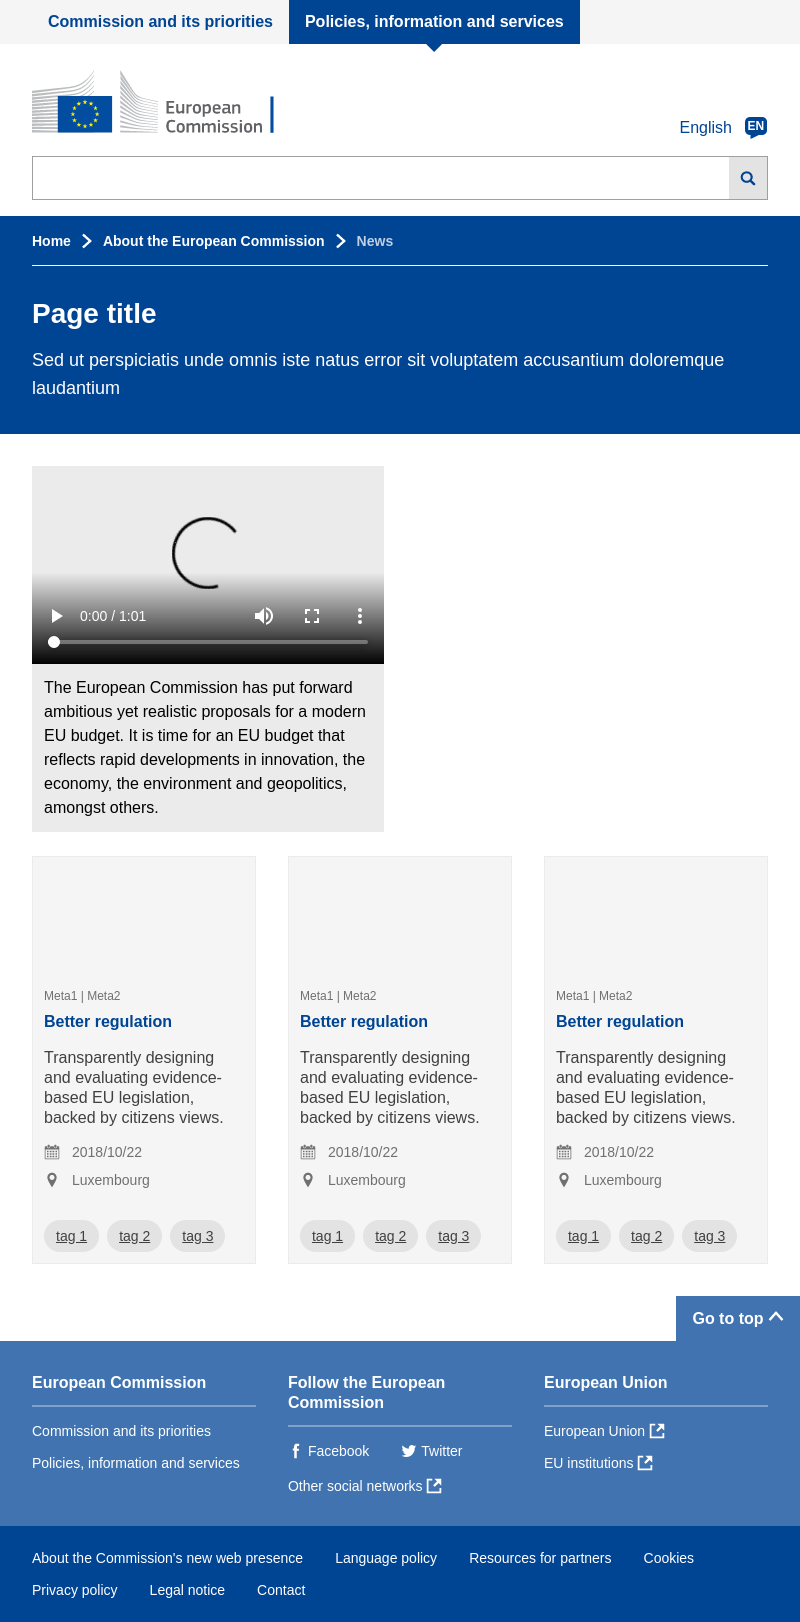 Commission and its priorities
Policies, information and services
European
Commission
English EN
Home
About the European Commission
News
Page title
Sed ut perspiciatis unde omnis iste natus error sit voluptatem accusantium doloremque
laudantium
0:00 / 1:01
The European Commission has put forward
ambitious yet realistic proposals for a modern
EU budget. It is time for an EU budget that
reflects rapid developments in innovation, the
economy, the environment and geopolitics,
amongst others.
Meta1 | Meta2
Better regulation
Transparently designing
and evaluating evidence-
based EU legislation,
backed by citizens views.
2018/10/22
Luxembourg
tag 1
tag 2
tag 3
Meta1 | Meta2
Better regulation
Transparently designing
and evaluating evidence-
based EU legislation,
backed by citizens views.
2018/10/22
Luxembourg
tag 1
tag 2
tag 3
Meta1 | Meta2
Better regulation
Transparently designing
and evaluating evidence-
based EU legislation,
backed by citizens views.
2018/10/22
Luxembourg
tag 1
tag 2
tag 3
Go to top
European Commission
Commission and its priorities
Policies, information and services
Follow the European
Commission
Facebook
Twitter
Other social networks
European Union
European Union
EU institutions
About the Commission's new web presence
Language policy
Resources for partners
Cookies
Privacy policy
Legal notice
Contact